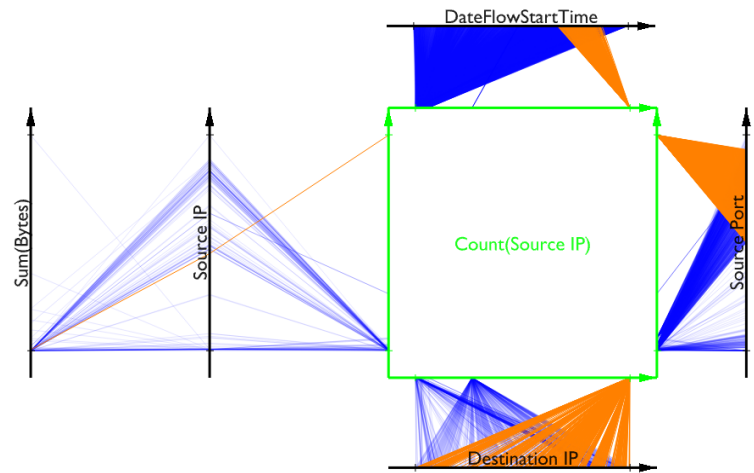 DateFlowStartTime
Sum(Bytes)
Source IP
Count(Source IP)
Source Port
Destination IP